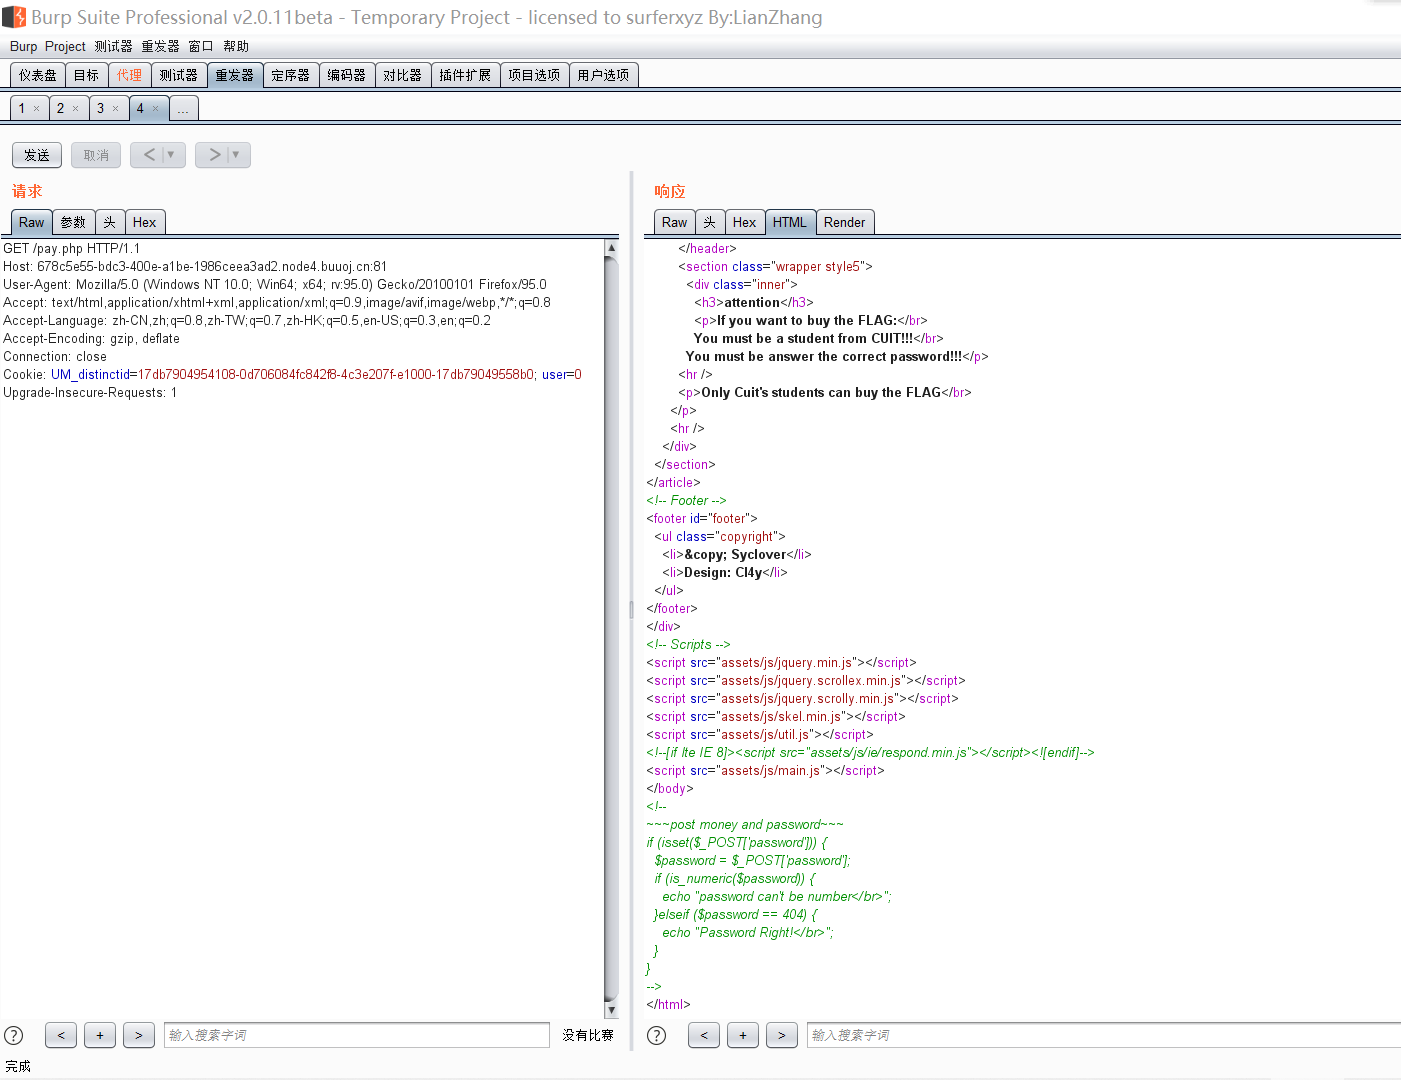 Burp Suite Professional v2.0.11beta - Temporary Project - licensed to surferxyz By:LianZhang
Burp Project 测试器 重发器 窗口 帮助
仪表盘 目标 代理 测试器 重发器 定序器 编码器 对比器 插件扩展 项目选项 用户选项
1 × 2 × 3 × 4 × ...
发送 取消 < ▼ > ▼
请求
Raw 参数 头 Hex
GET /pay.php HTTP/1.1
Host: 678c5e55-bdc3-400e-a1be-1986ceea3ad2.node4.buuoj.cn:81
User-Agent: Mozilla/5.0 (Windows NT 10.0; Win64; x64; rv:95.0) Gecko/20100101 Firefox/95.0
Accept: text/html,application/xhtml+xml,application/xml;q=0.9,image/avif,image/webp,*/*;q=0.8
Accept-Language: zh-CN,zh;q=0.8,zh-TW;q=0.7,zh-HK;q=0.5,en-US;q=0.3,en;q=0.2
Accept-Encoding: gzip, deflate
Connection: close
Cookie: UM_distinctid=17db7904954108-0d706084fc842f8-4c3e207f-e1000-17db79049558b0; user=0
Upgrade-Insecure-Requests: 1
? < + > 输入搜索字词 没有比赛
响应
Raw 头 Hex HTML Render
</header>
<section class="wrapper style5">
<div class="inner">
<h3>attention</h3>
<p>If you want to buy the FLAG:</br>
You must be a student from CUIT!!!</br>
You must be answer the correct password!!!</p>
<hr />
<p>Only Cuit's students can buy the FLAG</br>
</p>
<hr />
</div>
</section>
</article>
<!-- Footer -->
<footer id="footer">
<ul class="copyright">
<li>&copy; Syclover</li>
<li>Design: Cl4y</li>
</ul>
</footer>
</div>
<!-- Scripts -->
<script src="assets/js/jquery.min.js"></script>
<script src="assets/js/jquery.scrollex.min.js"></script>
<script src="assets/js/jquery.scrolly.min.js"></script>
<script src="assets/js/skel.min.js"></script>
<script src="assets/js/util.js"></script>
<!--[if lte IE 8]><script src="assets/js/ie/respond.min.js"></script><![endif]-->
<script src="assets/js/main.js"></script>
</body>
<!--
~~~post money and password~~~
if (isset($_POST['password'])) {
$password = $_POST['password'];
if (is_numeric($password)) {
echo "password can't be number</br>";
}elseif ($password == 404) {
echo "Password Right!</br>";
}
}
-->
</html>
? < + > 输入搜索字词
完成